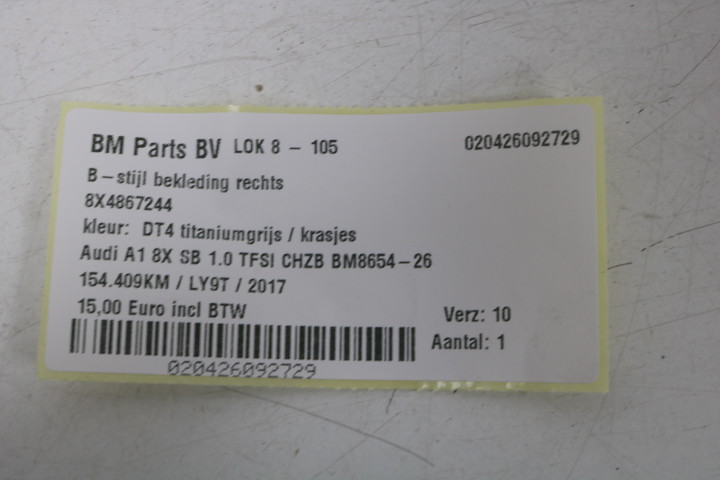 BM Parts BV LOK 8 - 105 020426092729
B-stijl bekleding rechts
8X4867244
kleur: DT4 titaniumgrijs / krasjes
Audi A1 8X SB 1.0 TFSI CHZB BM8654-26
154.409KM / LY9T / 2017
15,00 Euro incl BTW Verz: 10
Aantal: 1
020426092729